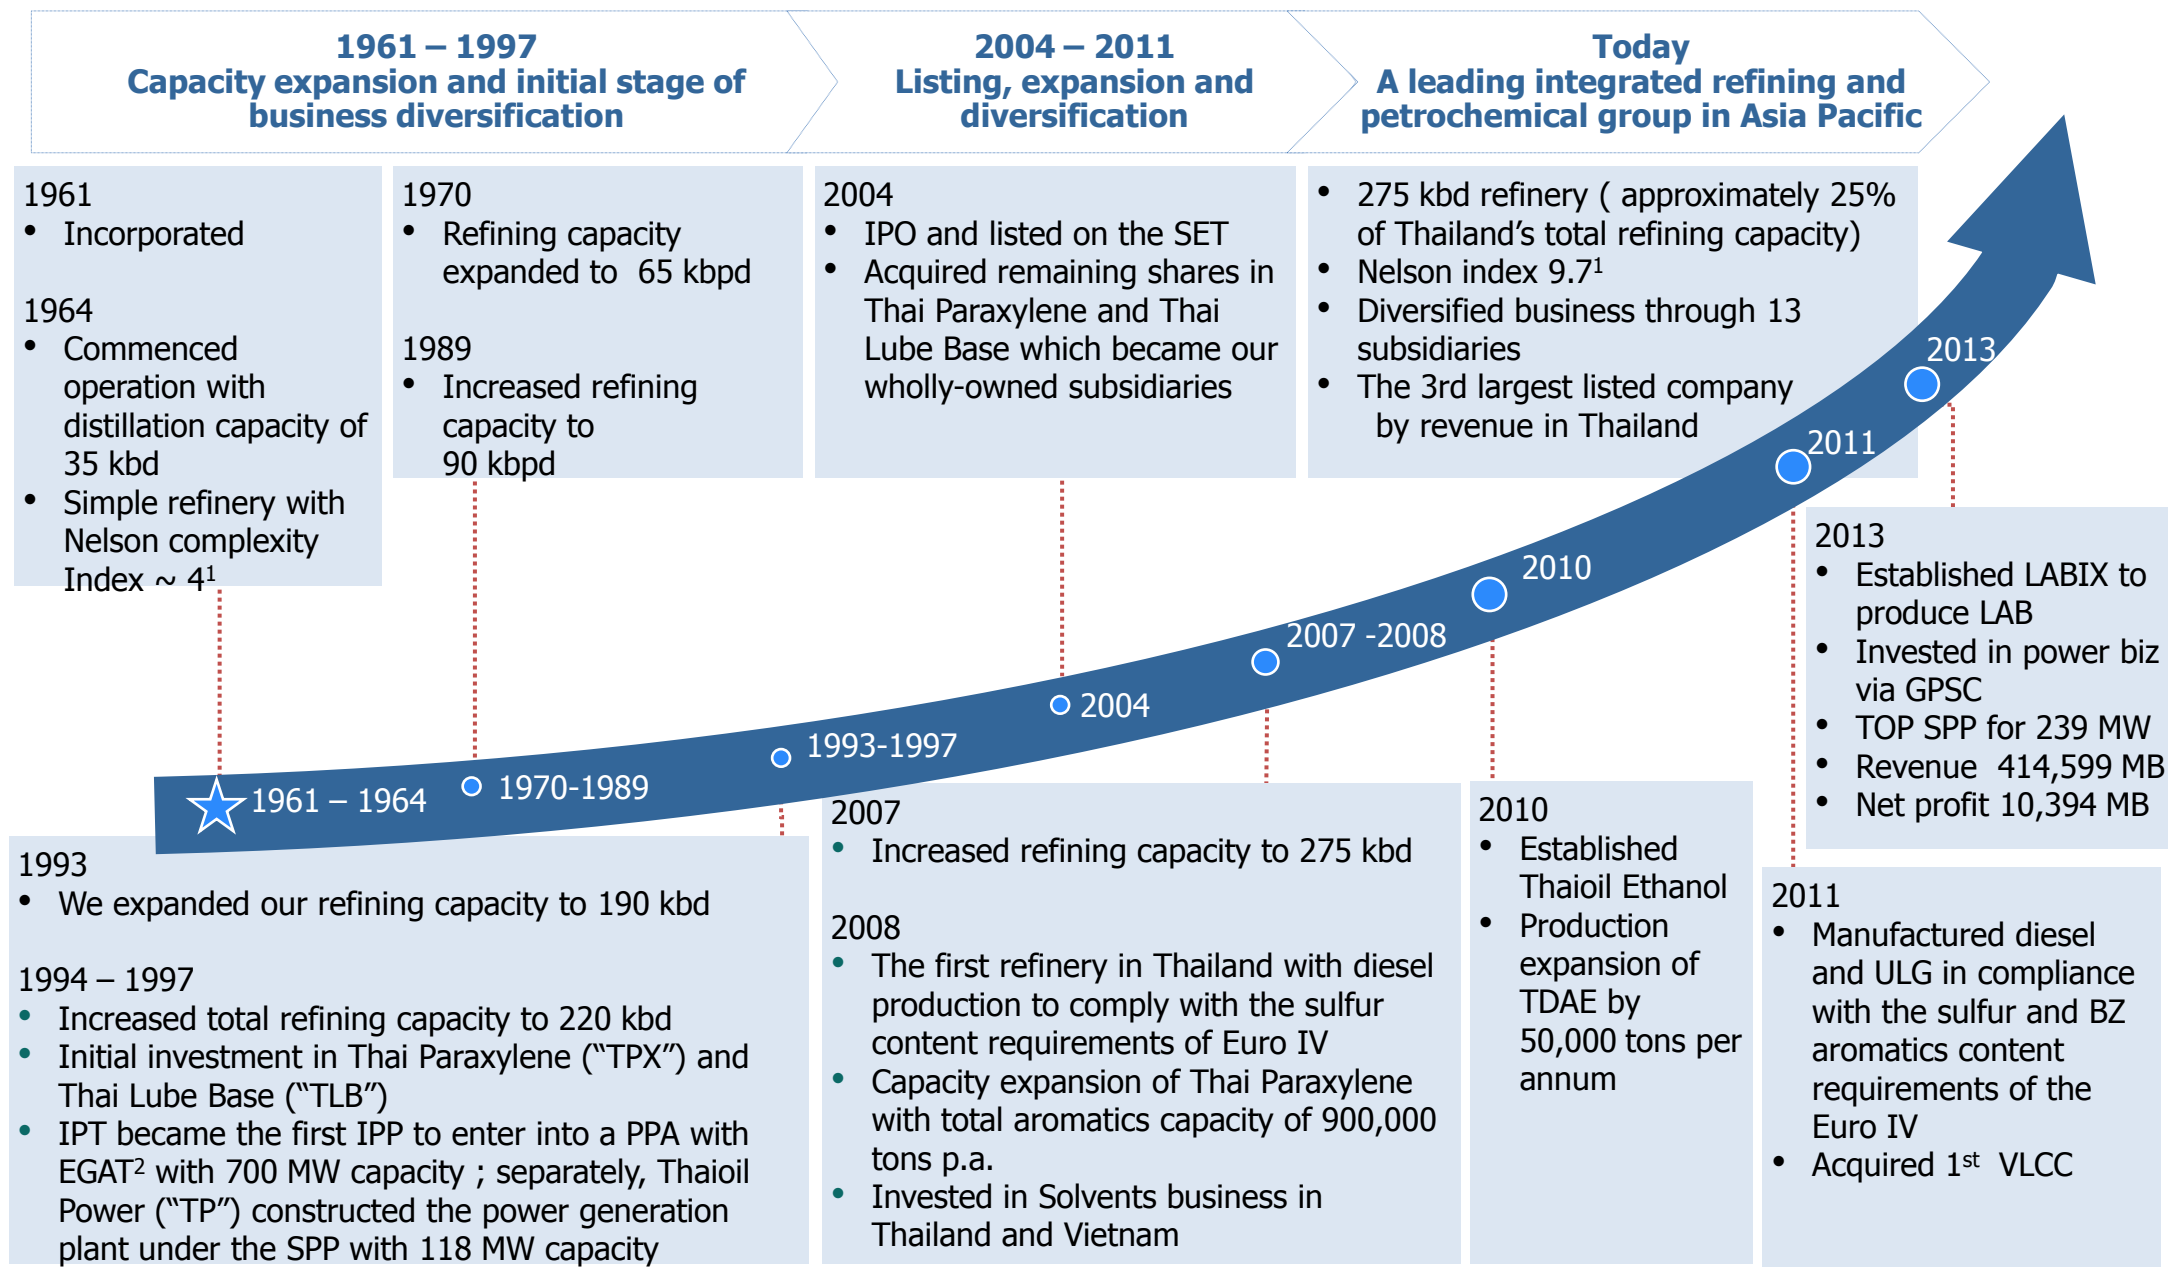 1961 – 1997
Capacity expansion and initial stage of
business diversification
2004 – 2011
Listing, expansion and
diversification
Today
A leading integrated refining and
petrochemical group in Asia Pacific
1961
• Incorporated
1964
• Commenced
operation with
distillation capacity of
35 kbd
• Simple refinery with
Nelson complexity
Index ~ 4¹
1970
• Refining capacity
expanded to 65 kbpd
1989
• Increased refining
capacity to
90 kbpd
2004
• IPO and listed on the SET
• Acquired remaining shares in
Thai Paraxylene and Thai
Lube Base which became our
wholly-owned subsidiaries
• 275 kbd refinery ( approximately 25%
of Thailand’s total refining capacity)
• Nelson index 9.7¹
• Diversified business through 13
subsidiaries
• The 3rd largest listed company
by revenue in Thailand
1961 – 1964
1970-1989
1993-1997
2004
2007 -2008
2010
2011
2013
1993
• We expanded our refining capacity to 190 kbd
1994 – 1997
• Increased total refining capacity to 220 kbd
• Initial investment in Thai Paraxylene (“TPX”) and
Thai Lube Base (“TLB”)
• IPT became the first IPP to enter into a PPA with
EGAT² with 700 MW capacity ; separately, Thaioil
Power (“TP”) constructed the power generation
plant under the SPP with 118 MW capacity
2007
• Increased refining capacity to 275 kbd
2008
• The first refinery in Thailand with diesel
production to comply with the sulfur
content requirements of Euro IV
• Capacity expansion of Thai Paraxylene
with total aromatics capacity of 900,000
tons p.a.
• Invested in Solvents business in
Thailand and Vietnam
2010
• Established
Thaioil Ethanol
• Production
expansion of
TDAE by
50,000 tons per
annum
2011
• Manufactured diesel
and ULG in compliance
with the sulfur and BZ
aromatics content
requirements of the
Euro IV
• Acquired 1st VLCC
2013
• Established LABIX to
produce LAB
• Invested in power biz
via GPSC
• TOP SPP for 239 MW
• Revenue 414,599 MB
• Net profit 10,394 MB